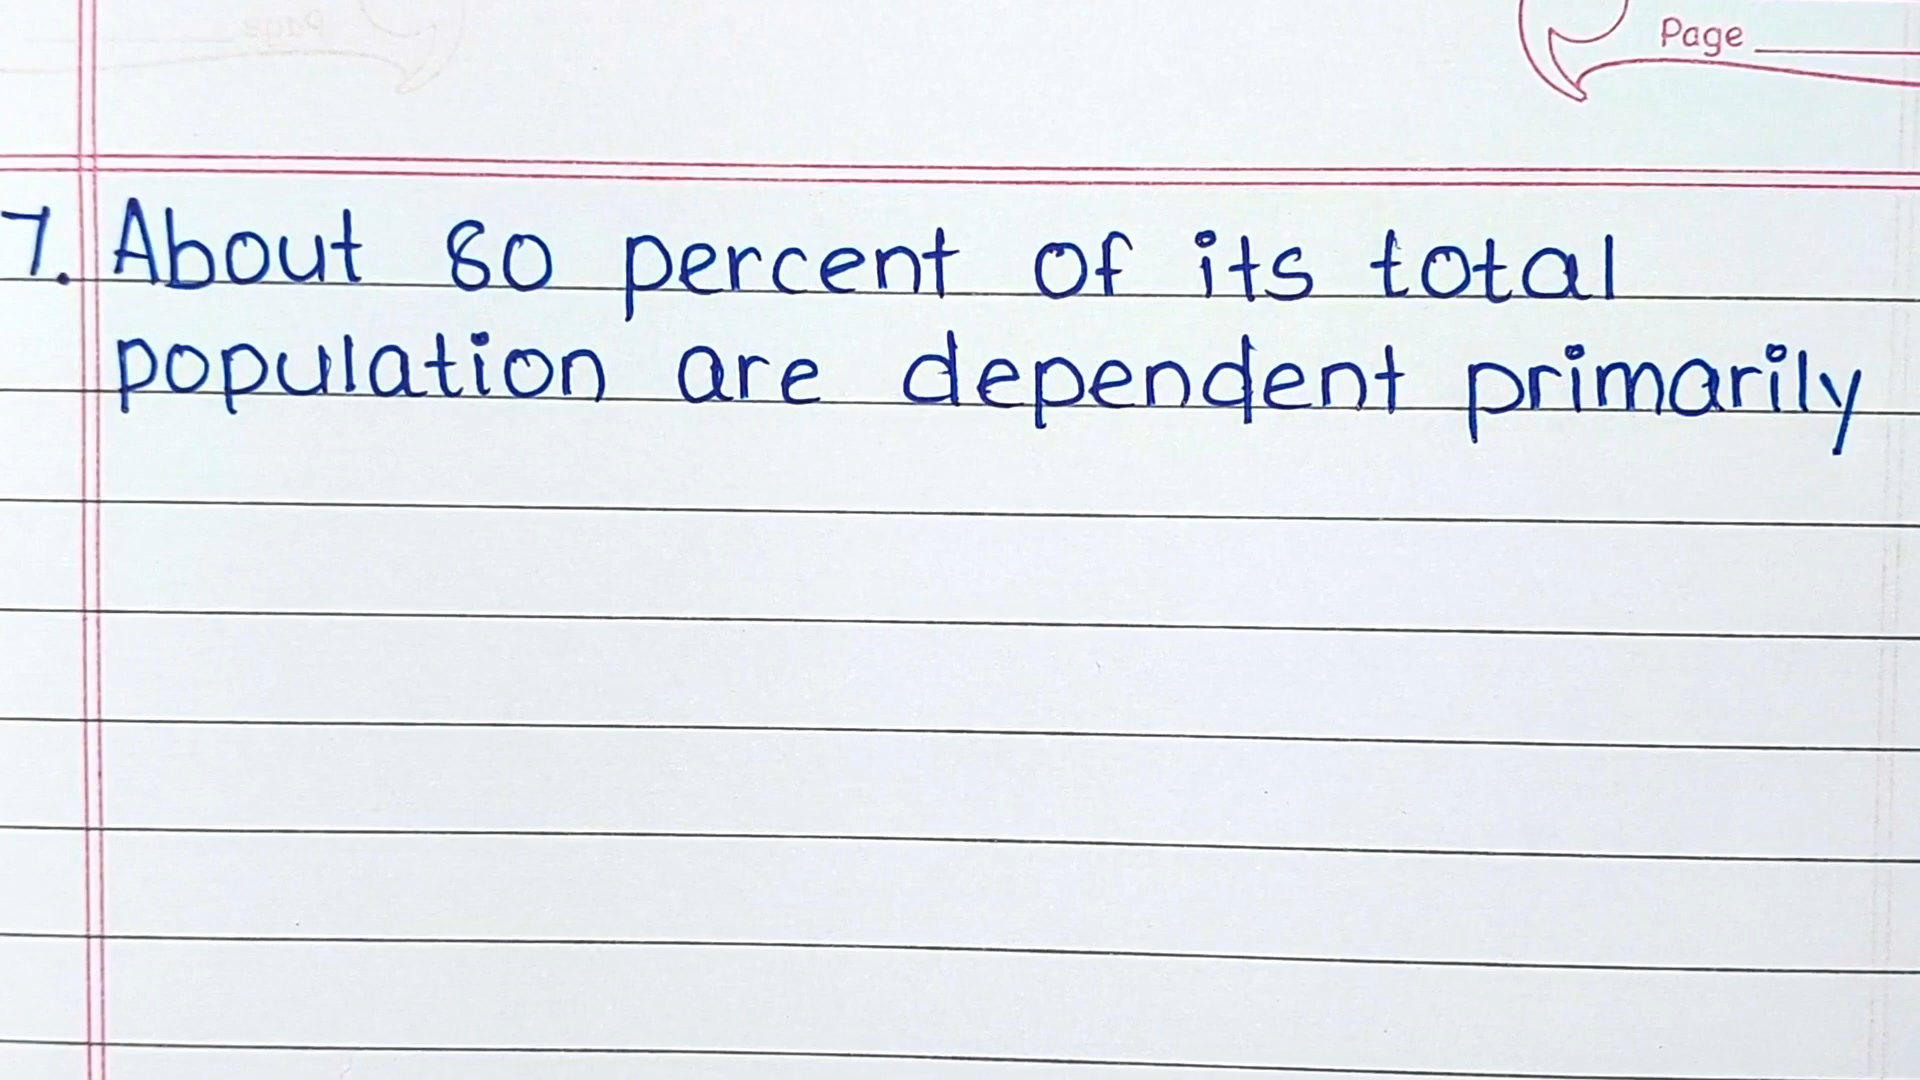 Page
7. About 80 percent of its total
population are dependent primarily